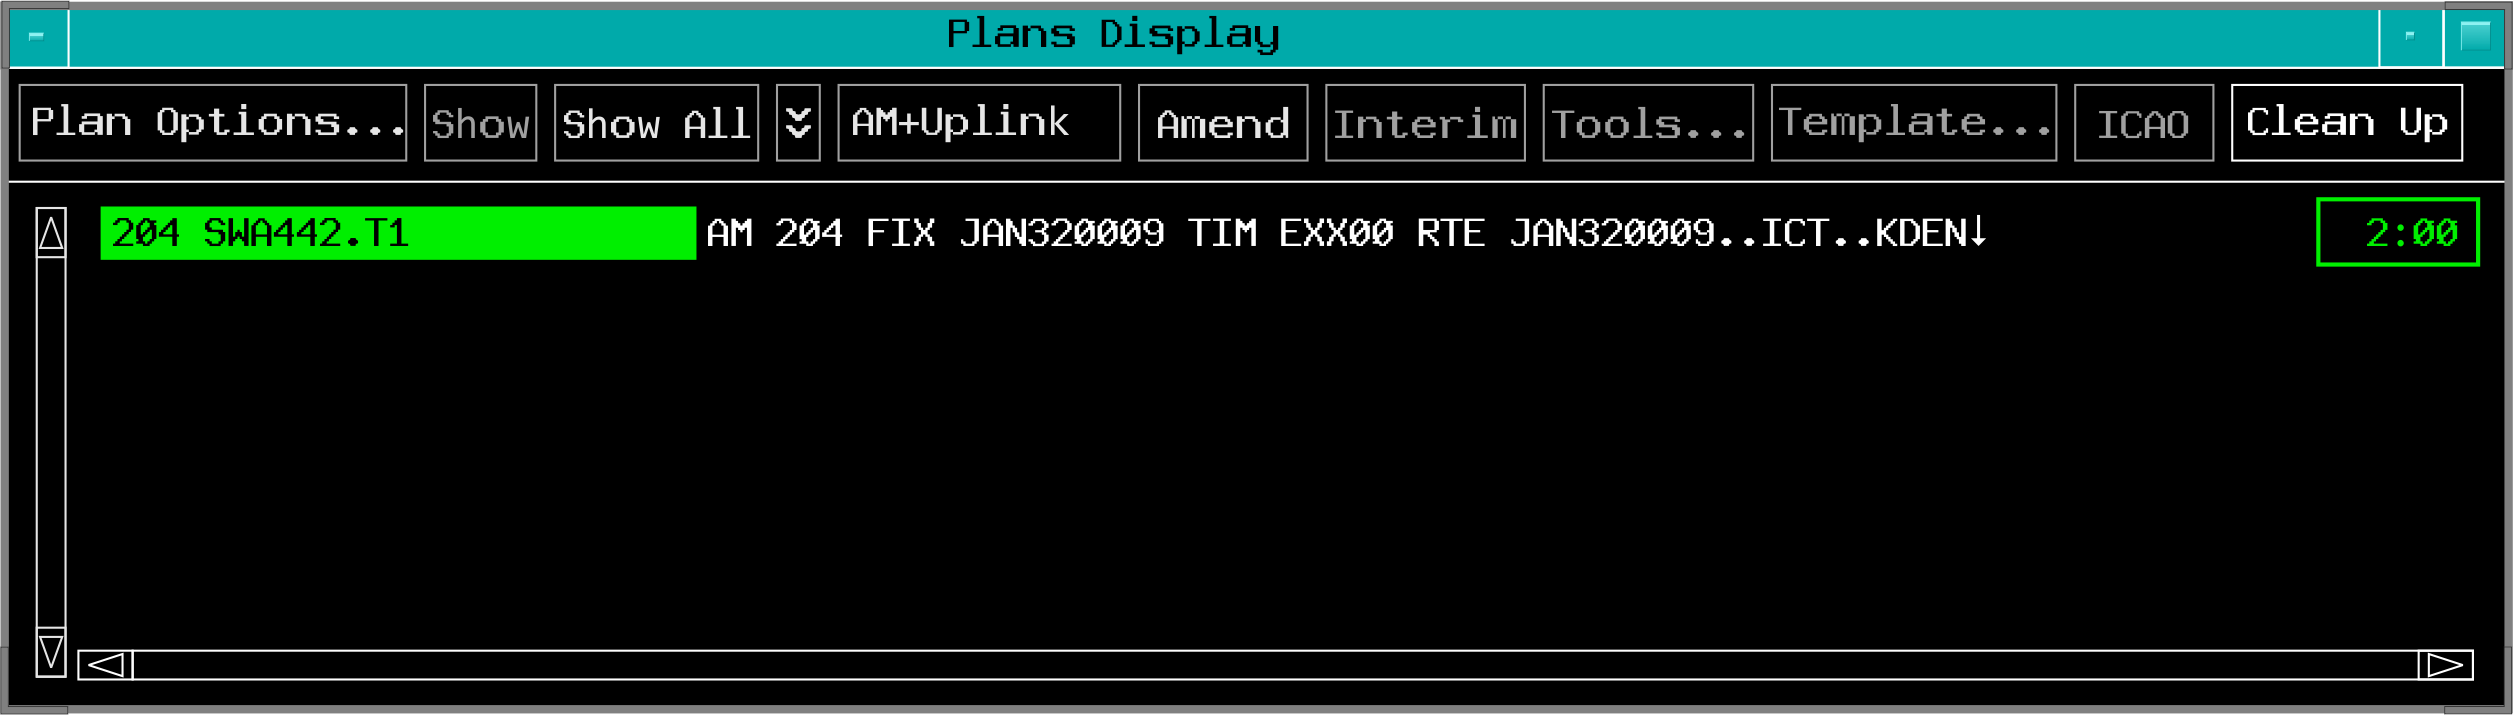 Plans Display
Plan Options... Show Show All AM+Uplink Amend Interim Tools... Template... ICAO Clean Up
204 SWA442.T1 AM 204 FIX JAN320009 TIM EXX00 RTE JAN320009..ICT..KDEN↓ 2:00